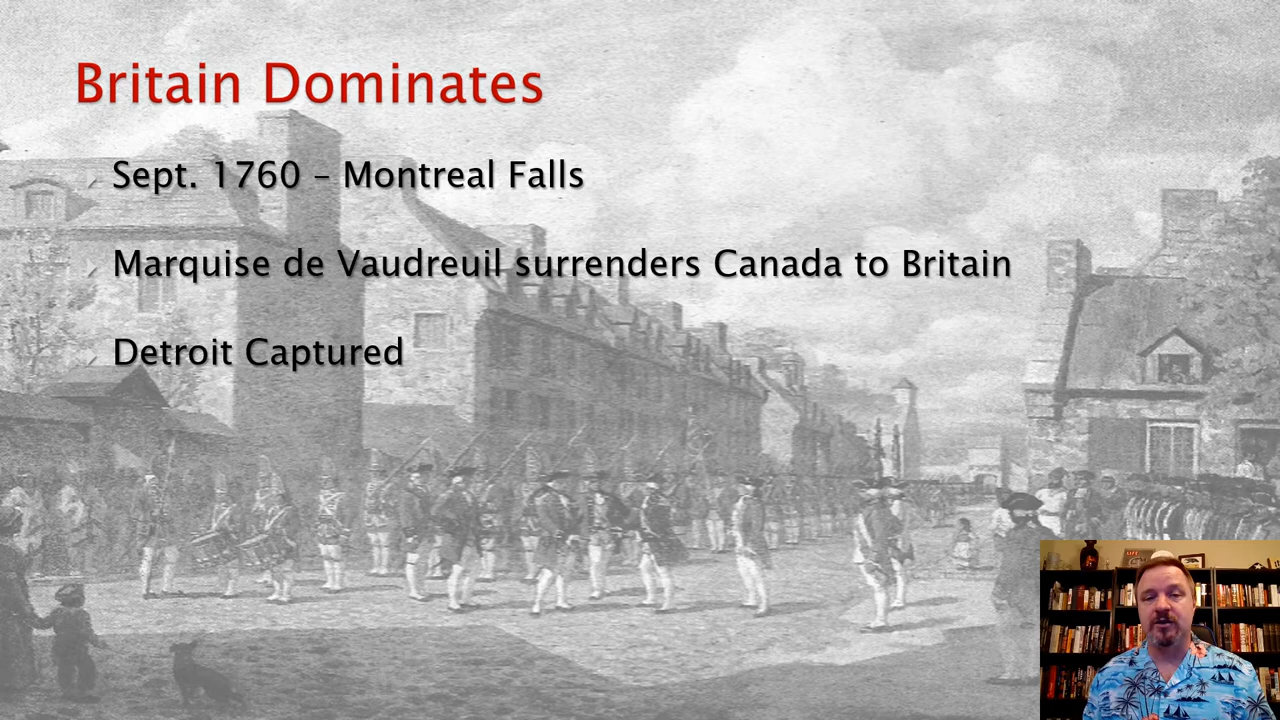 Britain Dominates
Sept. 1760 – Montreal Falls
Marquise de Vaudreuil surrenders Canada to Britain
Detroit Captured